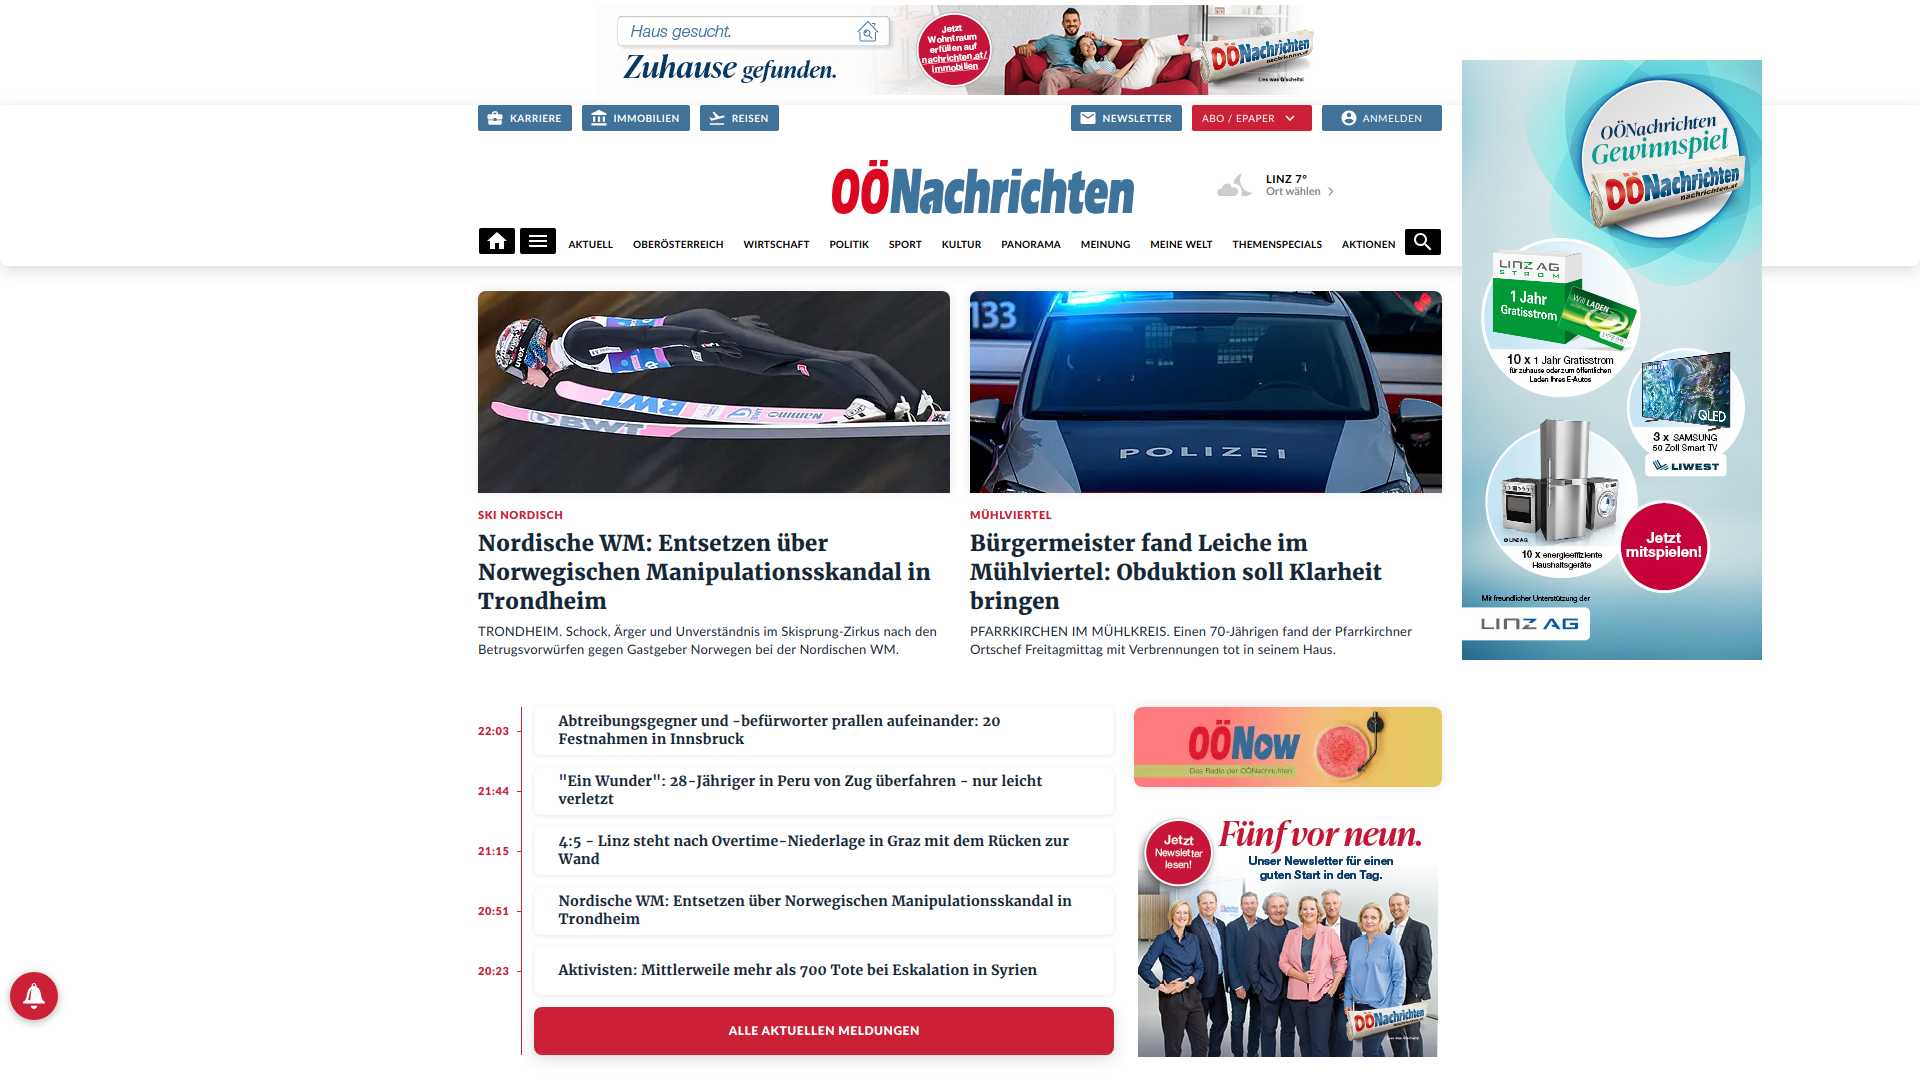 Haus gesucht.
Zuhause gefunden.
Jetzt
Wohntraum
erfüllen auf
nachrichten.at/
immobilien
OÖNachrichten
Lies was G'scheits!
KARRIERE
IMMOBILIEN
REISEN
NEWSLETTER
ABO / EPAPER
ANMELDEN
OÖNachrichten
LINZ 7°
Ort wählen
AKTUELL
OBERÖSTERREICH
WIRTSCHAFT
POLITIK
SPORT
KULTUR
PANORAMA
MEINUNG
MEINE WELT
THEMENSPECIALS
AKTIONEN
BWT
BWT
133
POLIZEI
SKI NORDISCH
Nordische WM: Entsetzen über
Norwegischen Manipulationsskandal in
Trondheim
TRONDHEIM. Schock, Ärger und Unverständnis im Skisprung-Zirkus nach den
Betrugsvorwürfen gegen Gastgeber Norwegen bei der Nordischen WM.
MÜHLVIERTEL
Bürgermeister fand Leiche im
Mühlviertel: Obduktion soll Klarheit
bringen
PFARRKIRCHEN IM MÜHLKREIS. Einen 70-Jährigen fand der Pfarrkirchner
Ortschef Freitagmittag mit Verbrennungen tot in seinem Haus.
OÖNachrichten
Gewinnspiel
OÖNachrichten
nachrichten.at
LINZ AG
STROM
1 Jahr
Gratisstrom
Will LADEN
10 x 1 Jahr Gratisstrom
für zuhause oder zum öffentlichen
Laden Ihres E-Autos
QLED
3 x SAMSUNG
50 Zoll Smart TV
LIWEST
10 x energieeffiziente
Haushaltsgeräte
Jetzt
mitspielen!
Mit freundlicher Unterstützung der
LINZ AG
22:03
Abtreibungsgegner und -befürworter prallen aufeinander: 20
Festnahmen in Innsbruck
21:44
"Ein Wunder": 28-Jähriger in Peru von Zug überfahren - nur leicht
verletzt
21:15
4:5 - Linz steht nach Overtime-Niederlage in Graz mit dem Rücken zur
Wand
20:51
Nordische WM: Entsetzen über Norwegischen Manipulationsskandal in
Trondheim
20:23
Aktivisten: Mittlerweile mehr als 700 Tote bei Eskalation in Syrien
ALLE AKTUELLEN MELDUNGEN
OÖNow
Das Radio der OÖNachrichten
Jetzt
Newsletter
lesen!
Fünf vor neun.
Unser Newsletter für einen
guten Start in den Tag.
OÖNachrichten